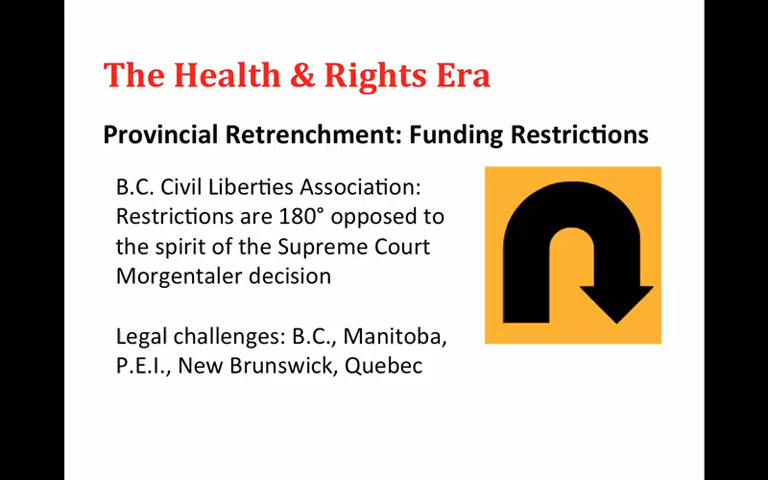 The Health & Rights Era
Provincial Retrenchment: Funding Restrictions
B.C. Civil Liberties Association:
Restrictions are 180° opposed to
the spirit of the Supreme Court
Morgentaler decision
Legal challenges: B.C., Manitoba,
P.E.I., New Brunswick, Quebec